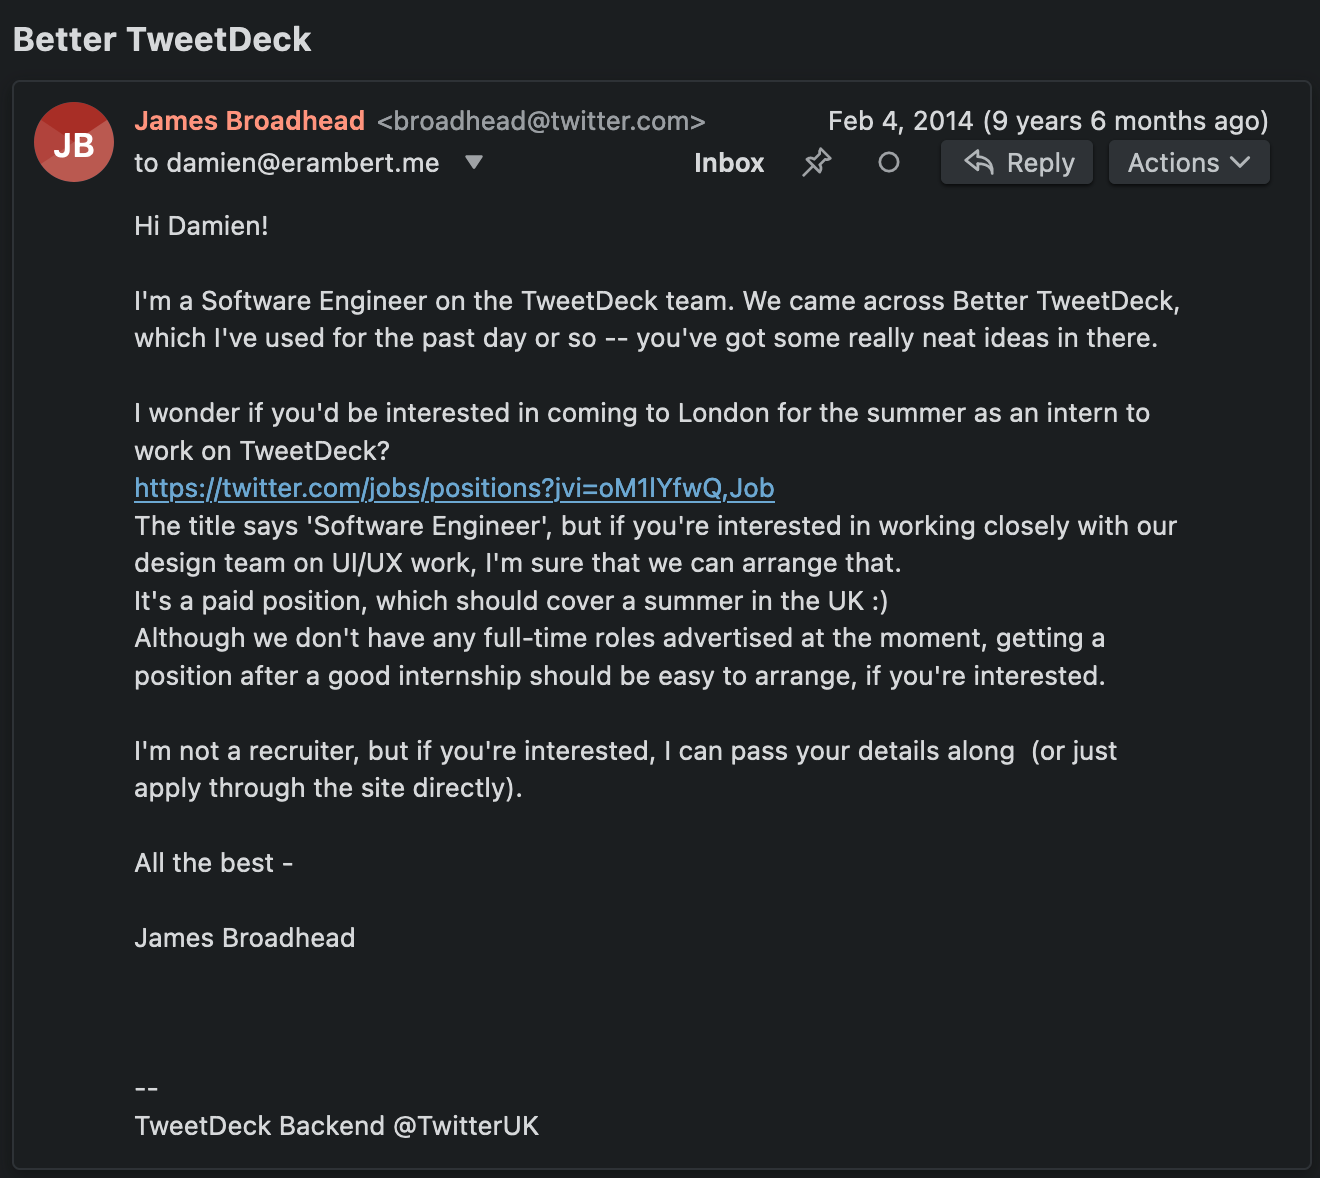 Better TweetDeck
JB
James Broadhead <broadhead@twitter.com>
Feb 4, 2014 (9 years 6 months ago)
to damien@erambert.me
Inbox
Reply
Actions
Hi Damien!
I'm a Software Engineer on the TweetDeck team. We came across Better TweetDeck,
which I've used for the past day or so -- you've got some really neat ideas in there.
I wonder if you'd be interested in coming to London for the summer as an intern to
work on TweetDeck?
https://twitter.com/jobs/positions?jvi=oM1lYfwQ,Job
The title says 'Software Engineer', but if you're interested in working closely with our
design team on UI/UX work, I'm sure that we can arrange that.
It's a paid position, which should cover a summer in the UK :)
Although we don't have any full-time roles advertised at the moment, getting a
position after a good internship should be easy to arrange, if you're interested.
I'm not a recruiter, but if you're interested, I can pass your details along  (or just
apply through the site directly).
All the best -
James Broadhead
--
TweetDeck Backend @TwitterUK